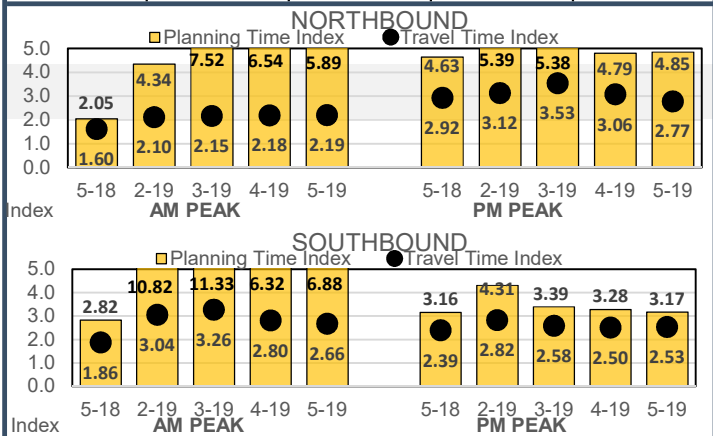 NORTHBOUND
Planning Time Index Travel Time Index
5.0 7.52 6.54 5.89 5.39 5.38
4.0 4.34 4.63 4.79 4.85
3.0
2.05 2.92 3.12 3.53 3.06 2.77
2.0
1.0 1.60 2.10 2.15 2.18 2.19
0.0
5-18 2-19 3-19 4-19 5-19 5-18 2-19 3-19 4-19 5-19
Index AM PEAK PM PEAK
SOUTHBOUND
Planning Time Index Travel Time Index
5.0
4.0 10.82 11.33 6.32 6.88 4.31
3.0 2.82 3.16 3.39 3.28 3.17
2.0 3.04 3.26 2.80 2.66
1.0 1.86 2.39 2.82 2.58 2.50 2.53
0.0
5-18 2-19 3-19 4-19 5-19 5-18 2-19 3-19 4-19 5-19
Index AM PEAK PM PEAK